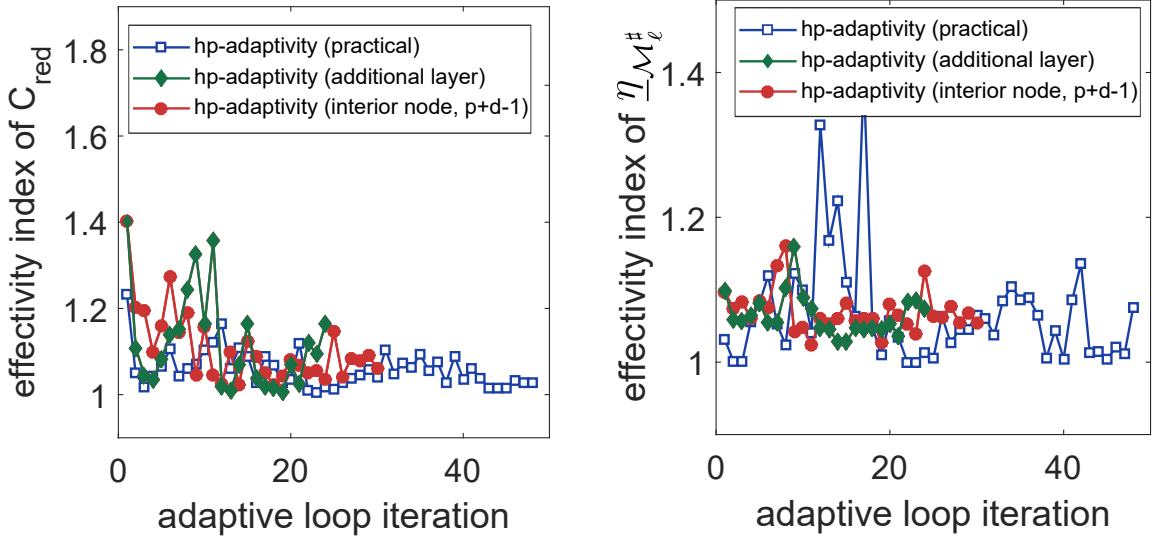 effectivity index of C_red
1.8
1.6
1.4
1.2
1
hp-adaptivity (practical)
hp-adaptivity (additional layer)
hp-adaptivity (interior node, p+d-1)
0
20
40
adaptive loop iteration
effectivity index of \underline{η}_{ℳ_ℓ^♯}
1.4
1.2
1
hp-adaptivity (practical)
hp-adaptivity (additional layer)
hp-adaptivity (interior node, p+d-1)
0
20
40
adaptive loop iteration